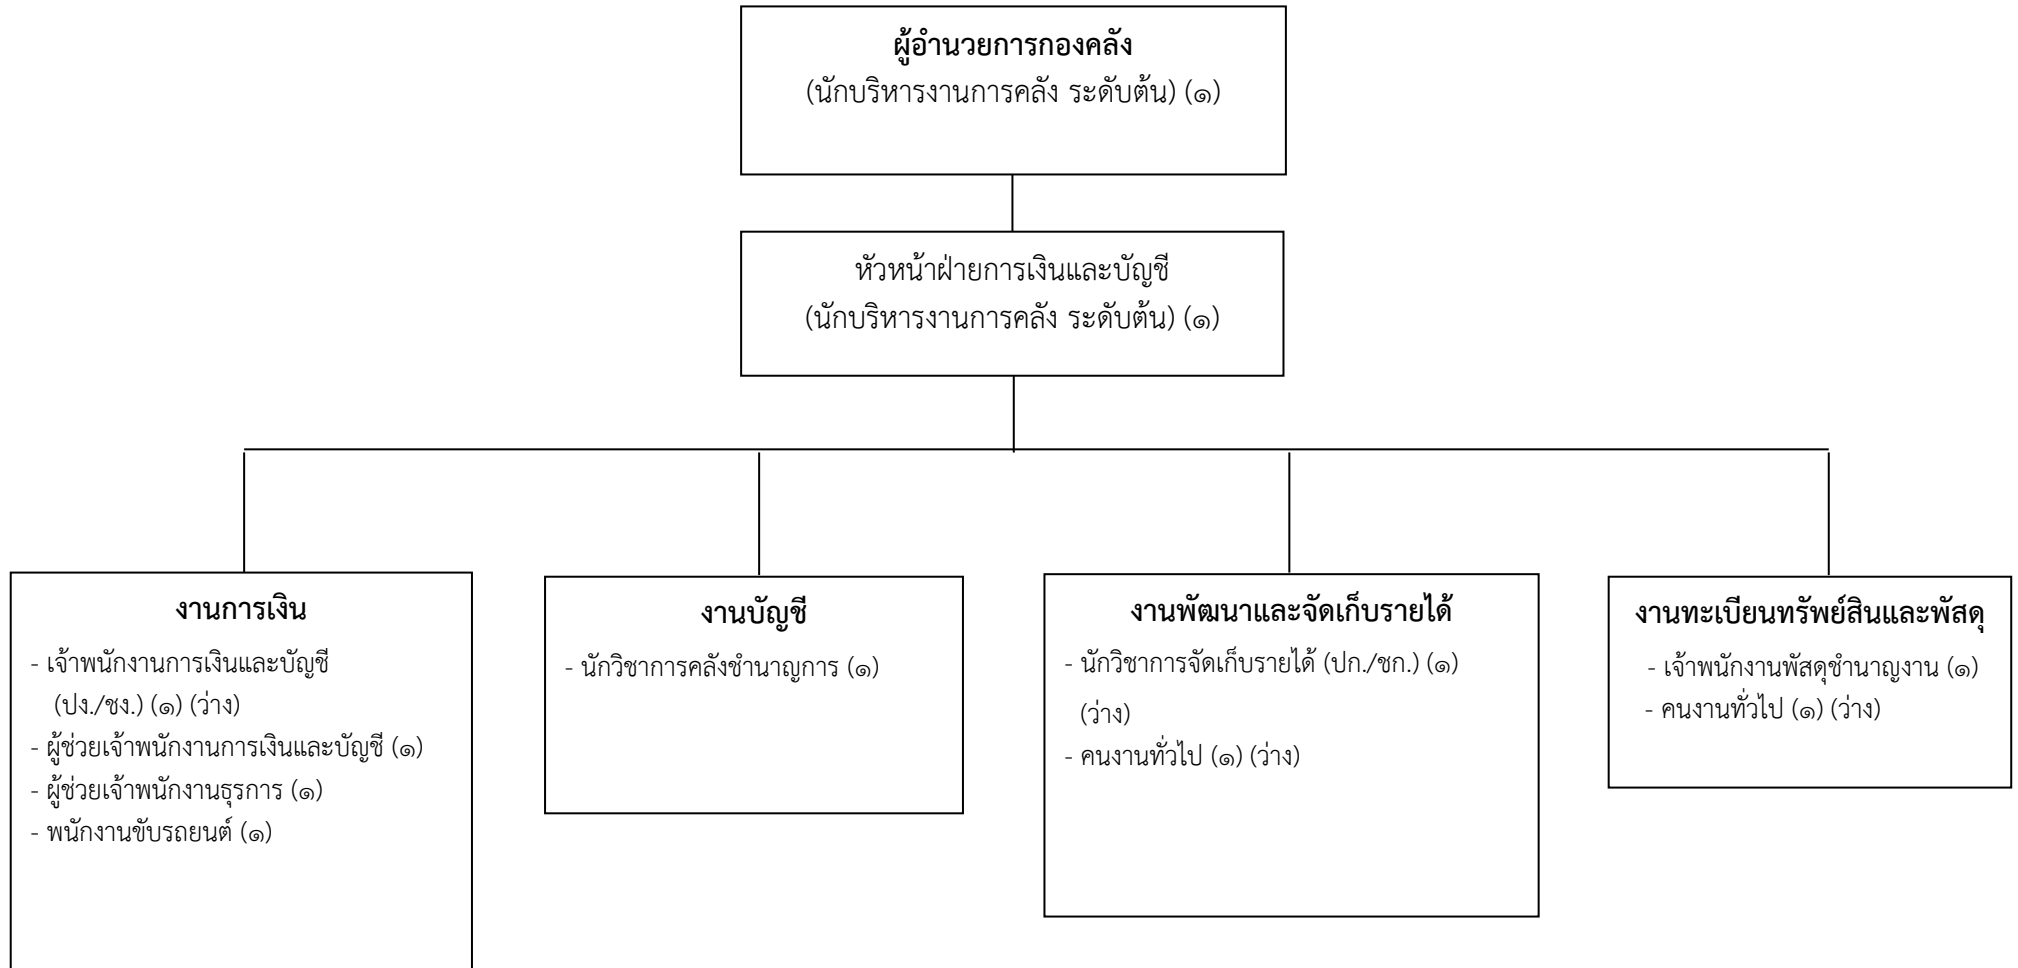 ผู้อำนวยการกองคลัง
(นักบริหารงานการคลัง ระดับต้น) (๑)
หัวหน้าฝ่ายการเงินและบัญชี
(นักบริหารงานการคลัง ระดับต้น) (๑)
งานการเงิน
- เจ้าพนักงานการเงินและบัญชี
(ปง./ชง.) (๑) (ว่าง)
- ผู้ช่วยเจ้าพนักงานการเงินและบัญชี (๑)
- ผู้ช่วยเจ้าพนักงานธุรการ (๑)
- พนักงานขับรถยนต์ (๑)
งานบัญชี
- นักวิชาการคลังชำนาญการ (๑)
งานพัฒนาและจัดเก็บรายได้
- นักวิชาการจัดเก็บรายได้ (ปก./ชก.) (๑)
(ว่าง)
- คนงานทั่วไป (๑) (ว่าง)
งานทะเบียนทรัพย์สินและพัสดุ
- เจ้าพนักงานพัสดุชำนาญงาน (๑)
- คนงานทั่วไป (๑) (ว่าง)